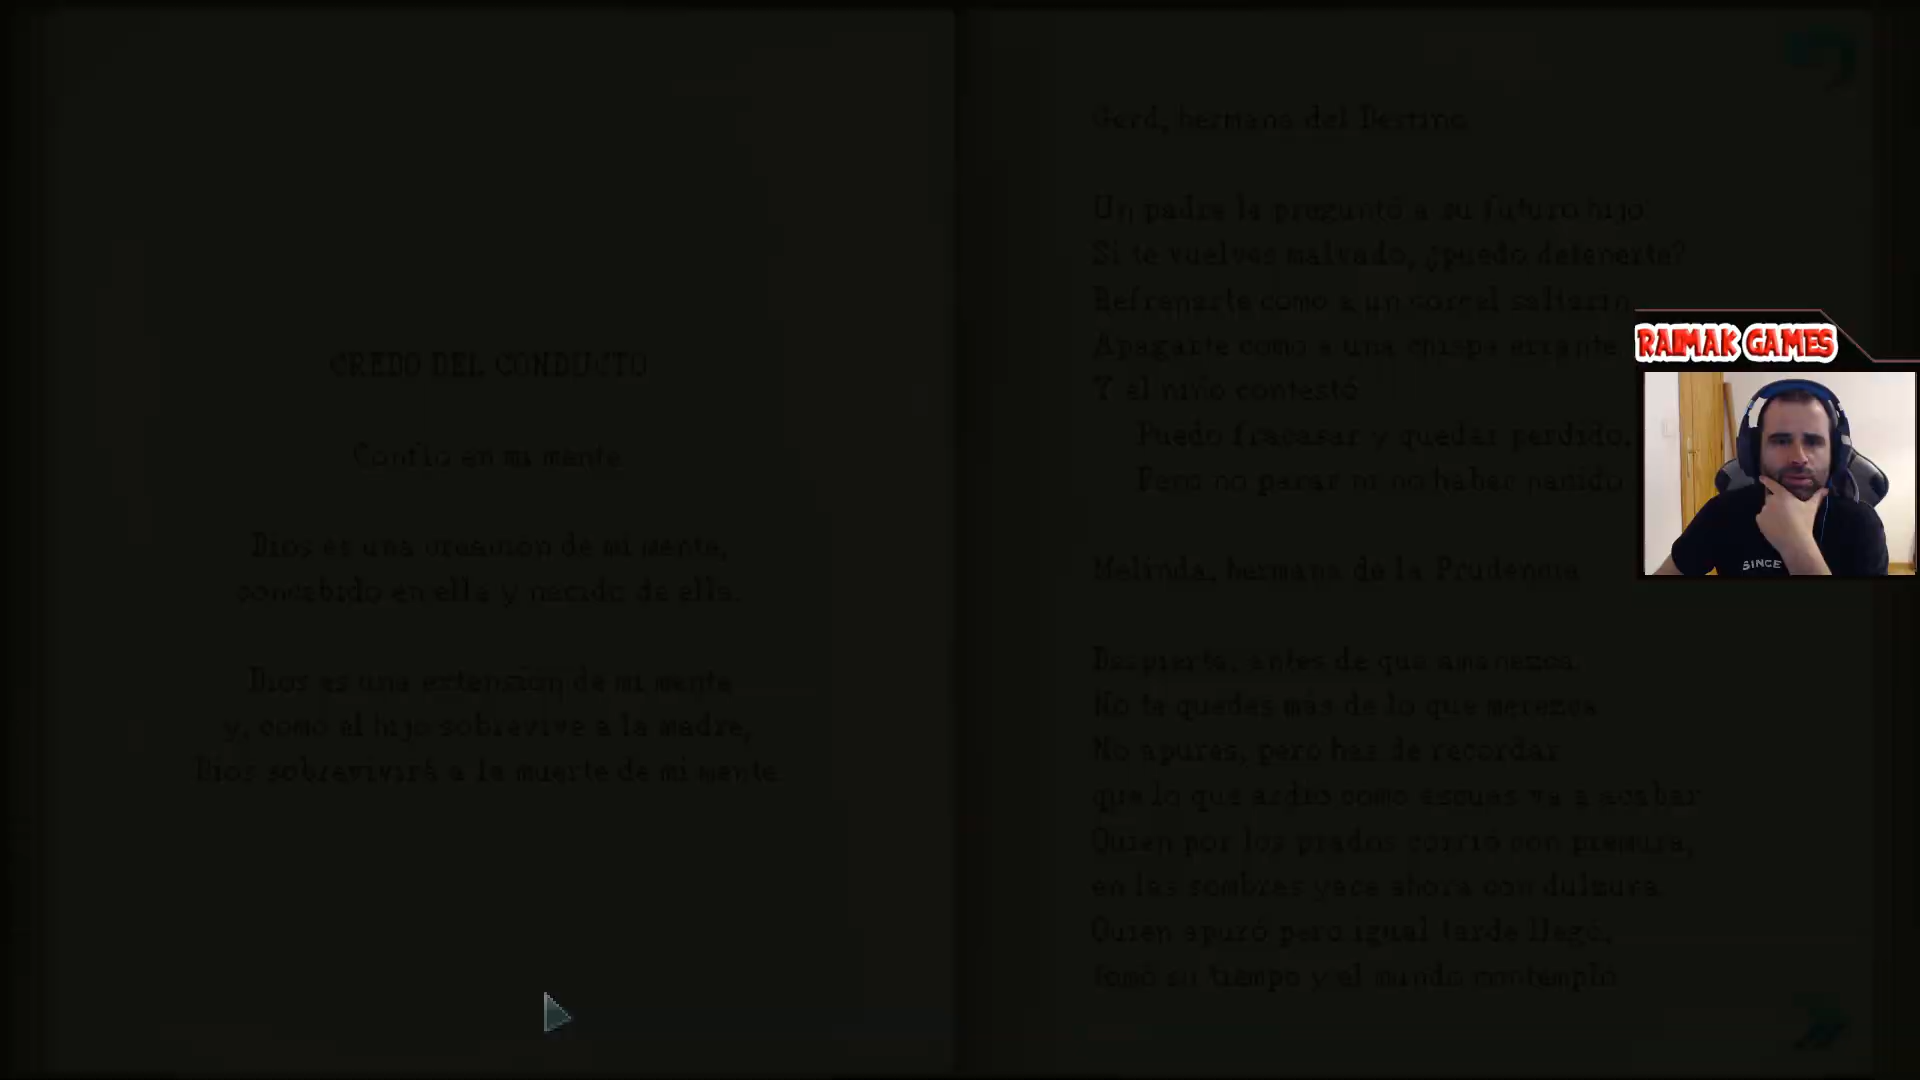 CREDO DEL CONDUCTO
Confío en mi mente.
Dios es una creación de mi mente,
concebido en ella y nacido de ella.
Dios es una extensión de mi mente
y, como el hijo sobrevive a la madre,
Dios sobrevivirá a la muerte de mi mente.
Gerd, hermana del Destino
Un padre le preguntó a su futuro hijo
Si te vuelves malvado, ¿puedo detenerte?
Refrenarte como a un corcel saltarín
Apagarte como a una chispa errante
Y el niño contestó
Puedo fracasar y quedar perdido,
Pero no parar ni no haber nacido
Melinda, hermana de la Prudencia
Despierta, antes de que amanezca
No te quedes más de lo que merezca
No apures, pero has de recordar
que lo que ardió como ascuas va a acabar
Quien por los prados corrió con premura,
en las sombras yace ahora con dulzura
Quien apuró pero igual tarde llegó,
tomó su tiempo y el mundo contempló
RAIMAK GAMES
SINCE